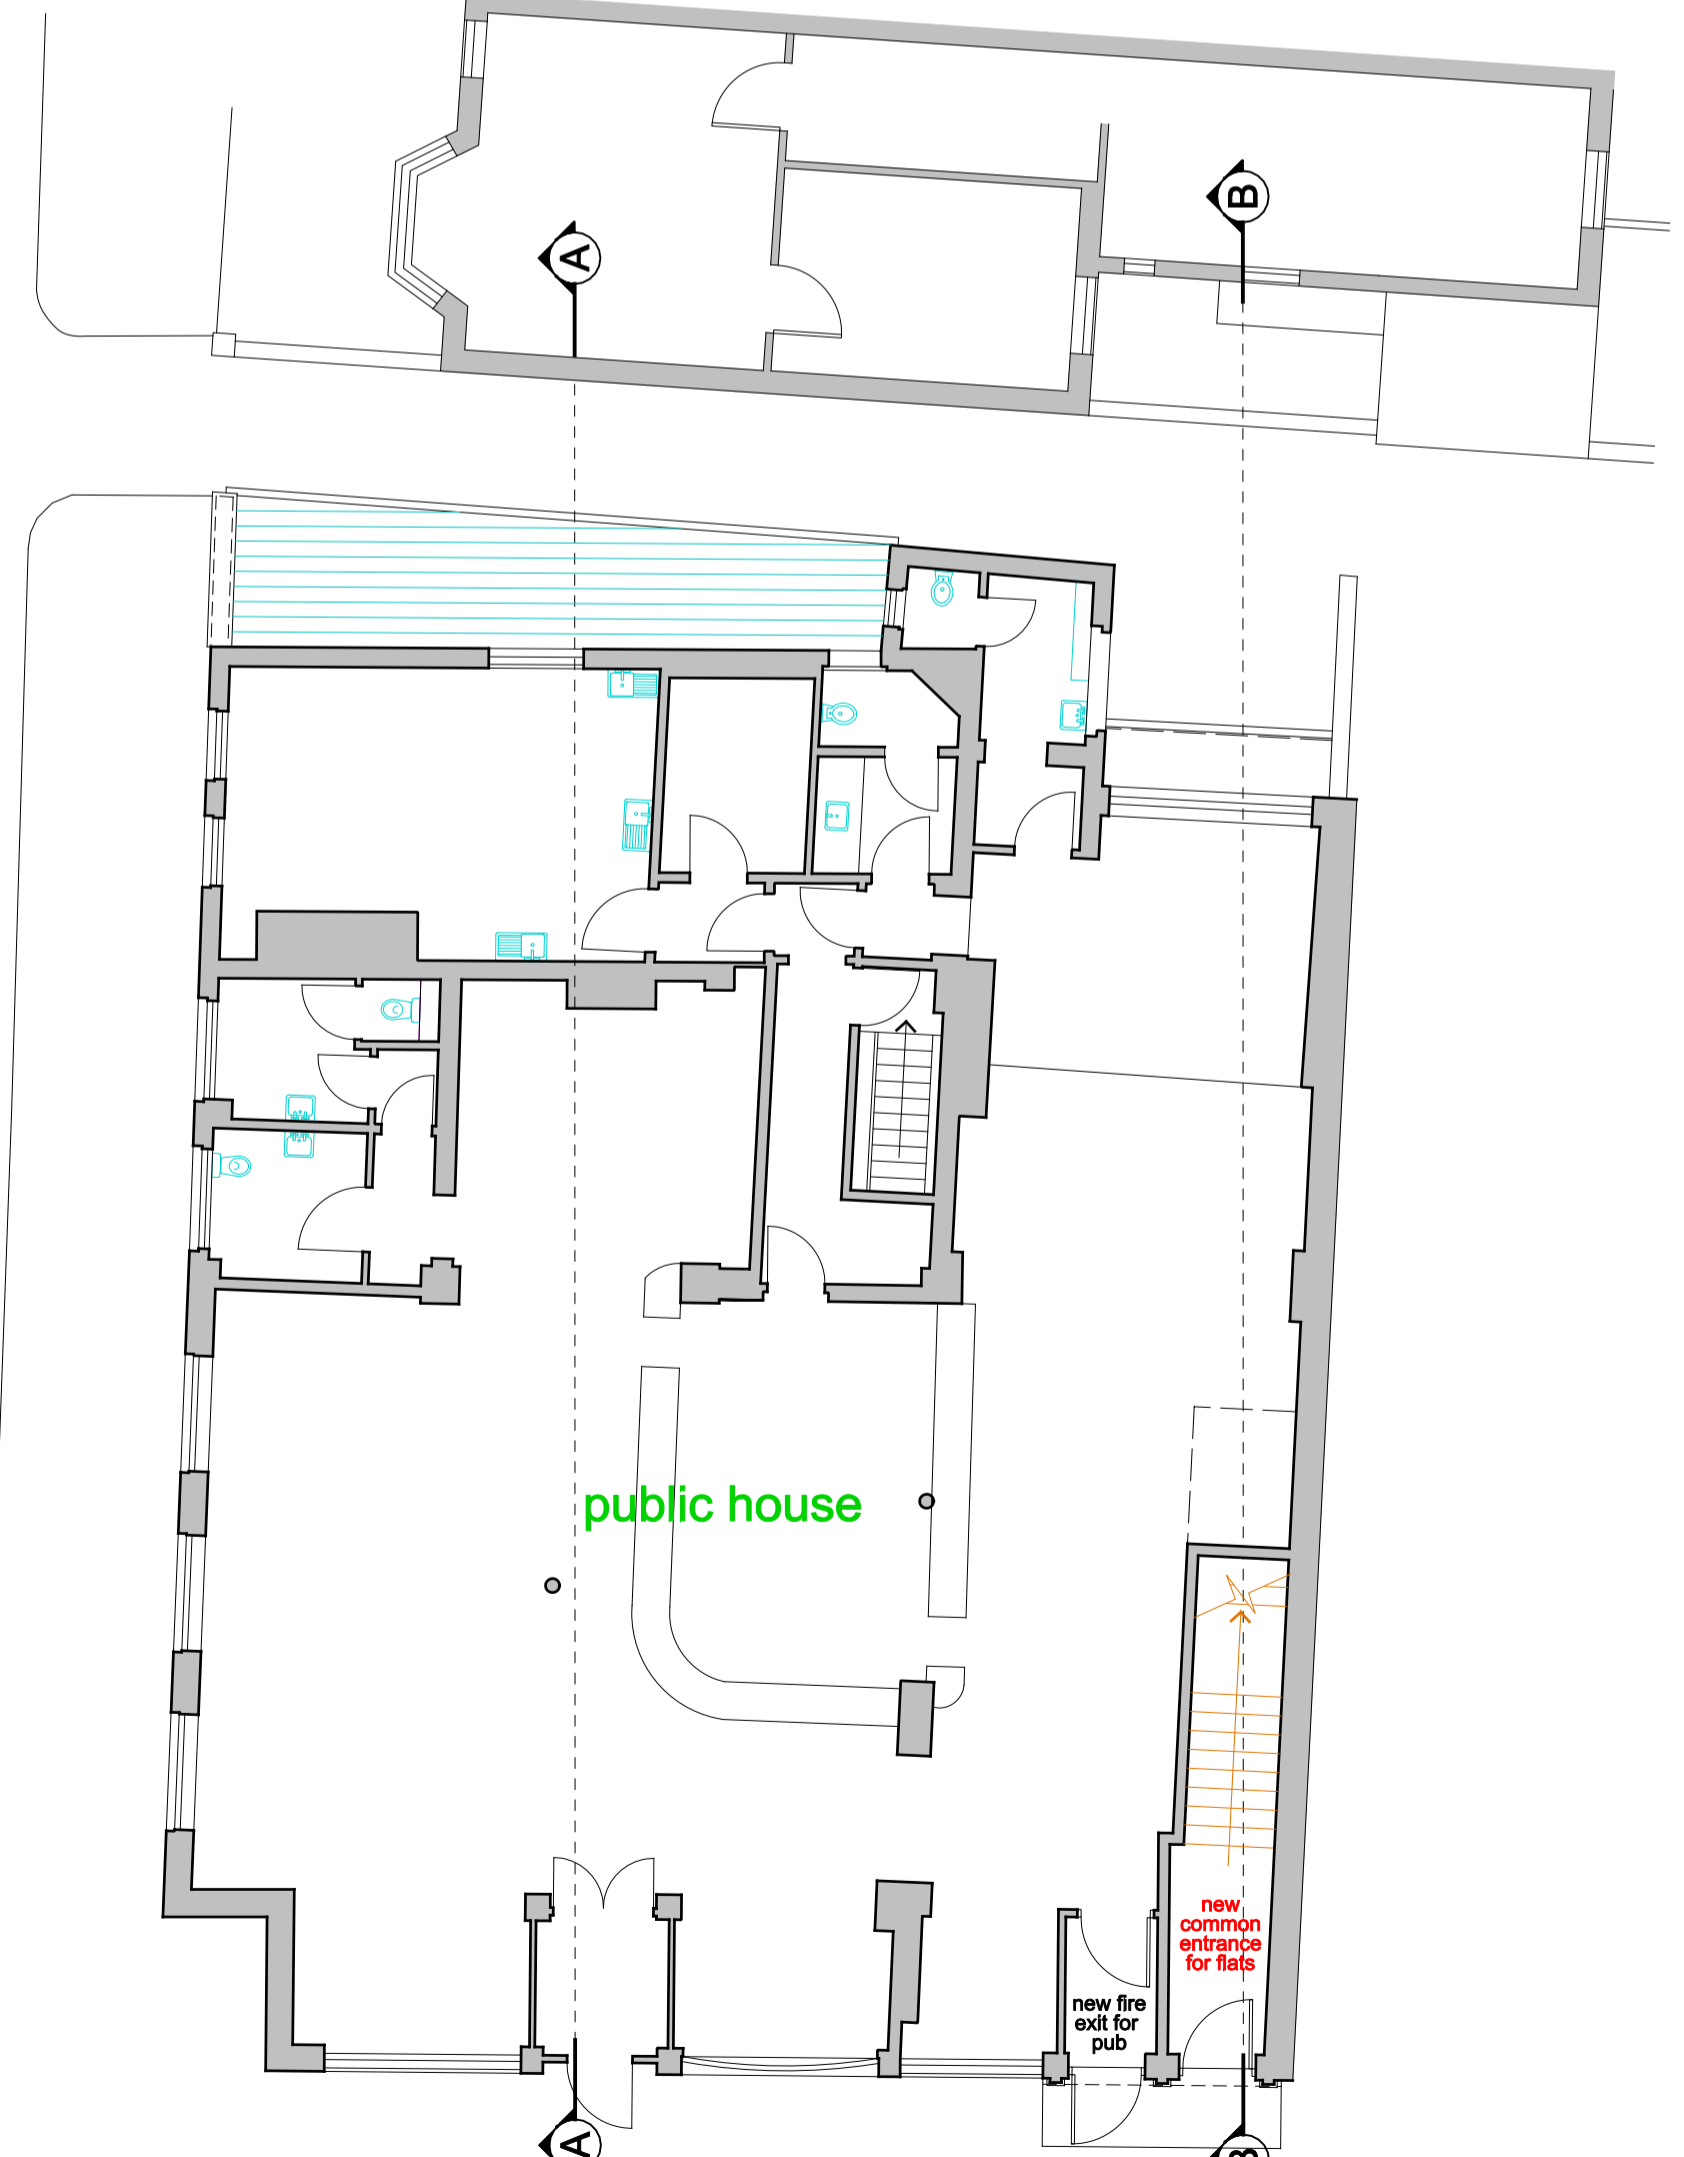 B
A
public house
new
common
entrance
for flats
new fire
exit for
pub
A
B